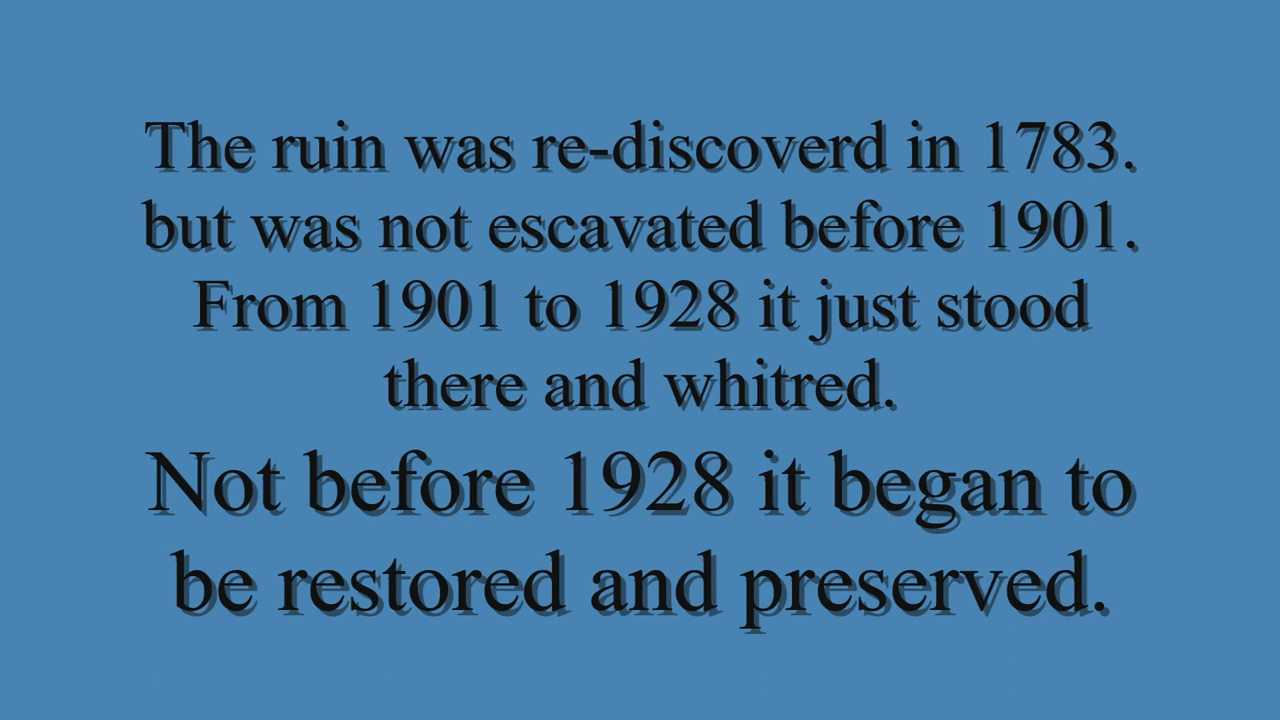 The ruin was re-discoverd in 1783.
but was not escavated before 1901.
From 1901 to 1928 it just stood
there and whitred.
Not before 1928 it began to
be restored and preserved.